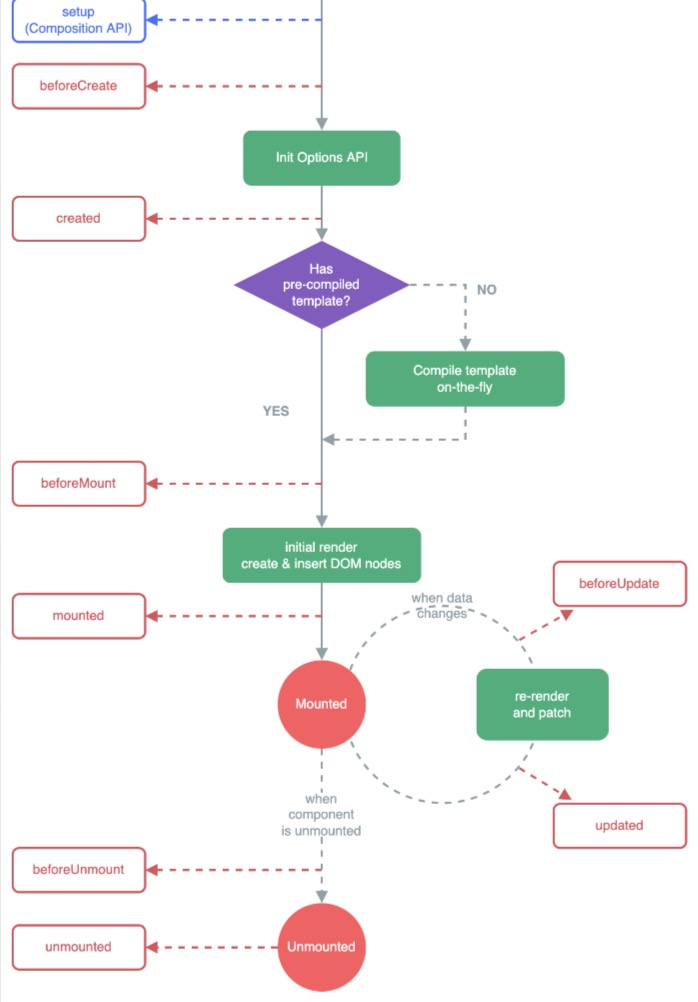 setup
(Composition API)
beforeCreate
Init Options API
created
Has
pre-compiled
template?
NO
Compile template
on-the-fly
YES
beforeMount
initial render
create & insert DOM nodes
beforeUpdate
when data
changes
mounted
Mounted
re-render
and patch
when
component
is unmounted
updated
beforeUnmount
unmounted
Unmounted